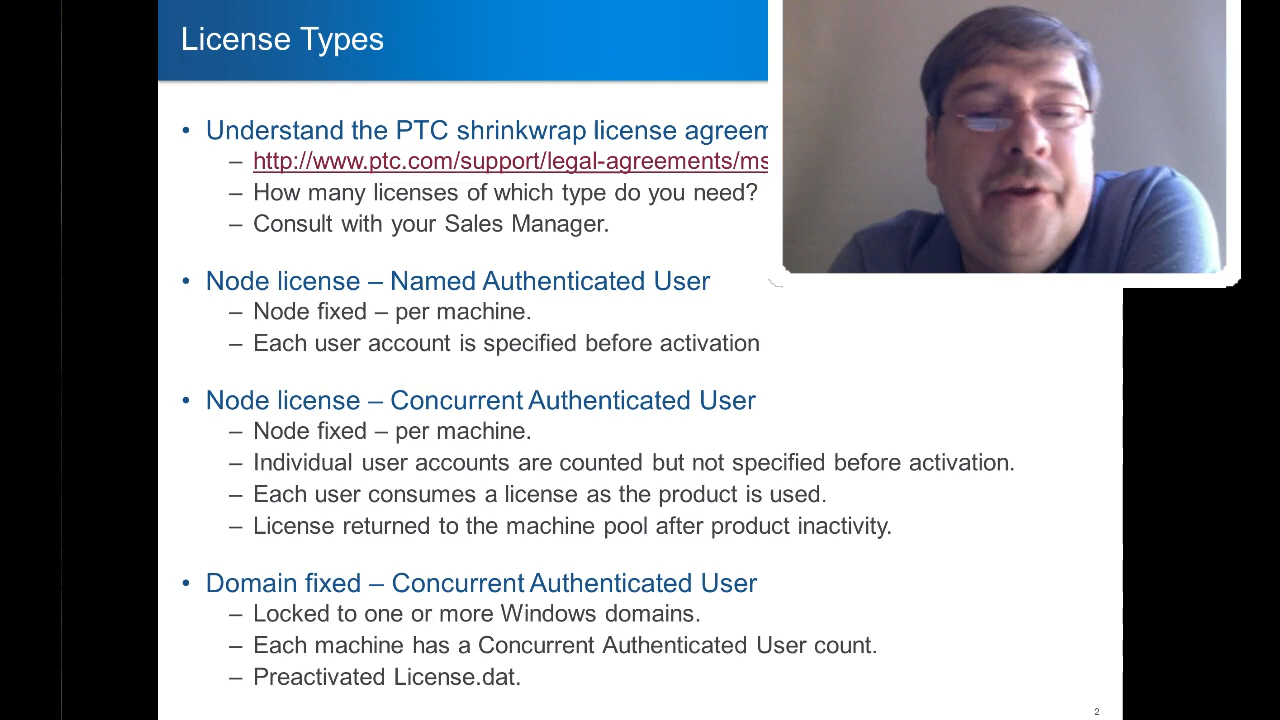 License Types
• Understand the PTC shrinkwrap license
– http://www.ptc.com/support/legal-agreements/
– How many licenses of which type do you need?
– Consult with your Sales Manager.
• Node license – Named Authenticated User
– Node fixed – per machine.
– Each user account is specified before activation
• Node license – Concurrent Authenticated User
– Node fixed – per machine.
– Individual user accounts are counted but not specified before activation.
– Each user consumes a license as the product is used.
– License returned to the machine pool after product inactivity.
• Domain fixed – Concurrent Authenticated User
– Locked to one or more Windows domains.
– Each machine has a Concurrent Authenticated User count.
– Preactivated License.dat.
2